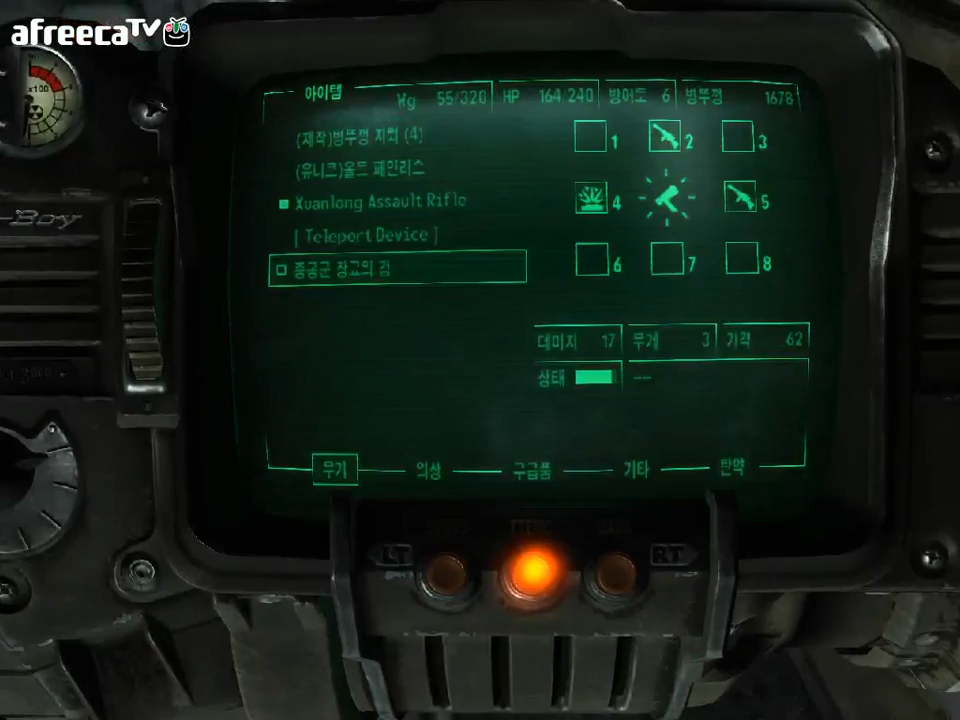 afreecaTV
x100
-Boy
아이템 Wg 55/320 HP 164/240 방어도 6 병뚜껑 1678
(제작)병뚜껑 지뢰 (4)
(유니크)올드 페인리스
Xuanlong Assault Rifle
[ Teleport Device ]
중공군 장교의 검
1 2 3
4 5
6 7 8
데미지 17 무게 3 가격 62
상태 --
무기 의상 구급품 기타 탄약
LT RT